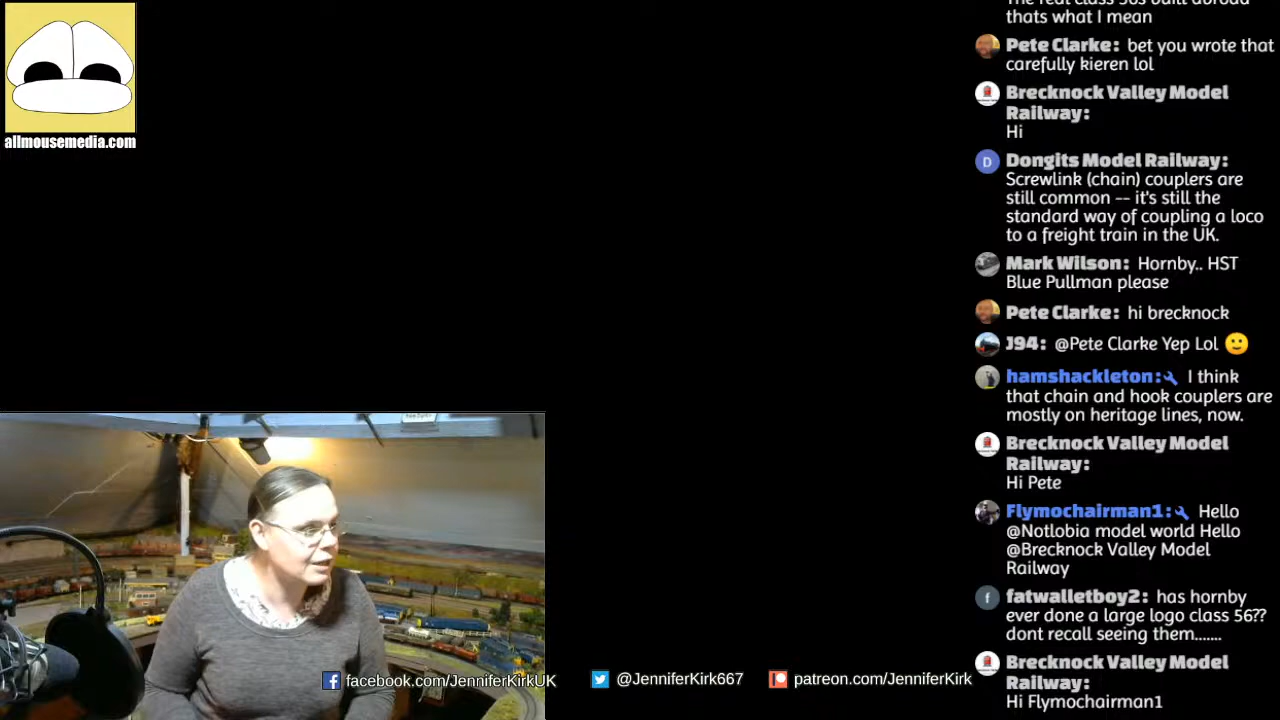 allmousemedia.com
thats what I mean
Pete Clarke: bet you wrote that
carefully kieren lol
Brecknock Valley Model
Railway:
Hi
D Dongits Model Railway:
Screwlink (chain) couplers are
still common -- it's still the
standard way of coupling a loco
to a freight train in the UK.
Mark Wilson: Hornby.. HST
Blue Pullman please
Pete Clarke: hi brecknock
J94: @Pete Clarke Yep Lol 🙂
hamshackleton: I think
that chain and hook couplers are
mostly on heritage lines, now.
Brecknock Valley Model
Railway:
Hi Pete
Flymochairman1: Hello
@Notlobia model world Hello
@Brecknock Valley Model
Railway
f fatwalletboy2: has hornby
ever done a large logo class 56??
dont recall seeing them.......
Brecknock Valley Model
Railway:
Hi Flymochairman1
facebook.com/JenniferKirkUK
@JenniferKirk667
patreon.com/JenniferKirk